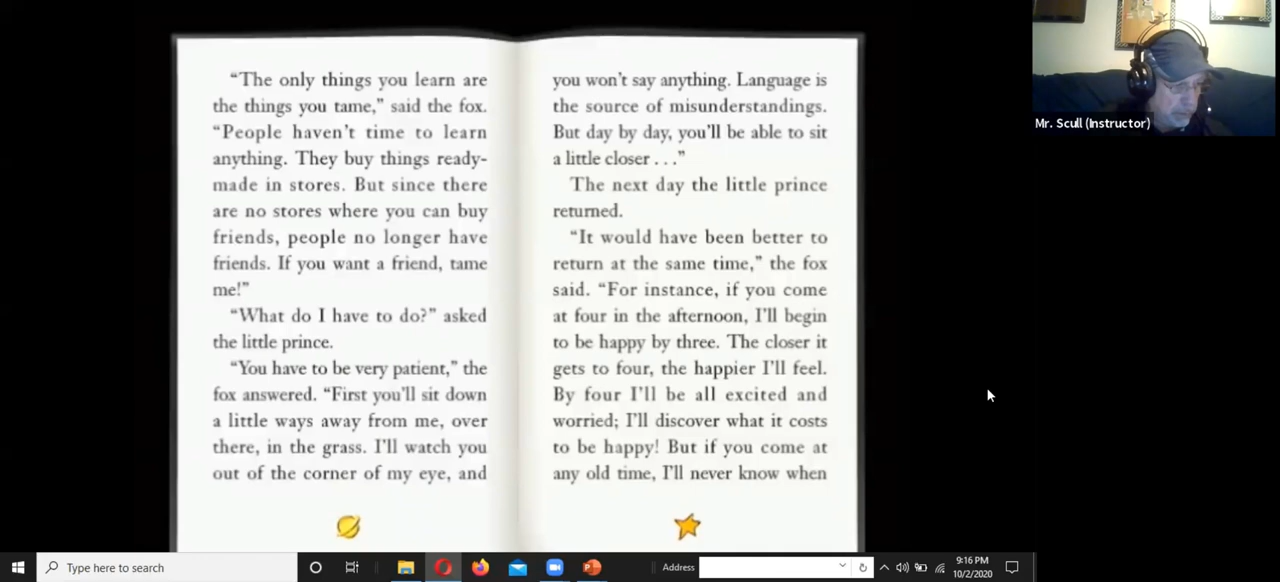 “The only things you learn are
the things you tame,” said the fox.
“People haven’t time to learn
anything. They buy things ready-
made in stores. But since there
are no stores where you can buy
friends, people no longer have
friends. If you want a friend, tame
me!”
“What do I have to do?” asked
the little prince.
“You have to be very patient,” the
fox answered. “First you’ll sit down
a little ways away from me, over
there, in the grass. I’ll watch you
out of the corner of my eye, and
you won’t say anything. Language is
the source of misunderstandings.
But day by day, you’ll be able to sit
a little closer . . .”
The next day the little prince
returned.
“It would have been better to
return at the same time,” the fox
said. “For instance, if you come
at four in the afternoon, I’ll begin
to be happy by three. The closer it
gets to four, the happier I’ll feel.
By four I’ll be all excited and
worried; I’ll discover what it costs
to be happy! But if you come at
any old time, I’ll never know when
Mr. Scull (Instructor)
Type here to search
Address
9:16 PM
10/2/2020